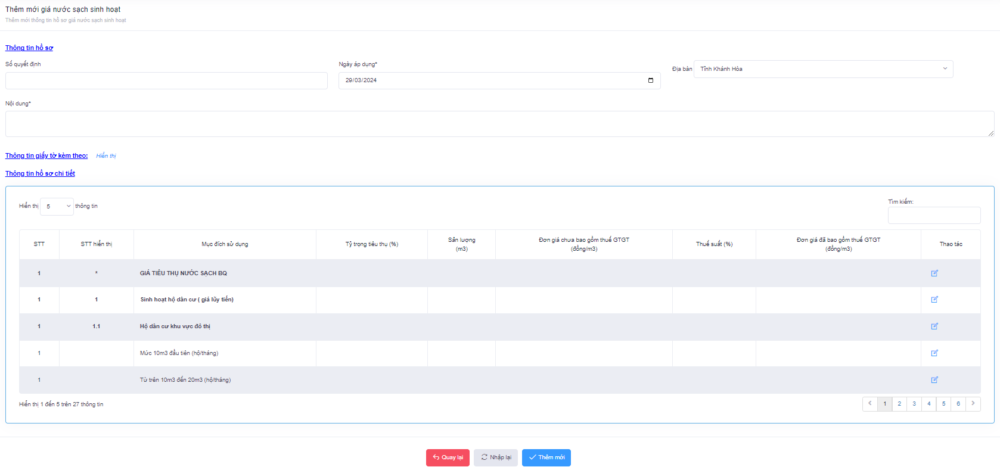 Thêm mới giá nước sạch sinh hoạt
Thêm mới thông tin hồ sơ giá nước sạch sinh hoạt
Thông tin hồ sơ
Số quyết định
Ngày áp dụng*
29/03/2024
Địa bàn
Tỉnh Khánh Hòa
Nội dung*
Thông tin giấy tờ kèm theo: Hiển thị
Thông tin hồ sơ chi tiết
Hiển thị 5 thông tin
Tìm kiếm:
STT STT hiển thị Mục đích sử dụng Tỷ trọng tiêu thụ (%) Sản lượng (m3) Đơn giá chưa bao gồm thuế GTGT (đồng/m3) Thuế suất (%) Đơn giá đã bao gồm thuế GTGT (đồng/m3) Thao tác
1 * GIÁ TIÊU THỤ NƯỚC SẠCH BQ
1 1 Sinh hoạt hộ dân cư ( giá lũy tiến)
1 1.1 Hộ dân cư khu vực đô thị
1 Mức 10m3 đầu tiên (hộ/tháng)
1 Từ trên 10m3 đến 20m3 (hộ/tháng)
Hiển thị 1 đến 5 trên 27 thông tin
1 2 3 4 5 6
Quay lại Nhập lại Thêm mới